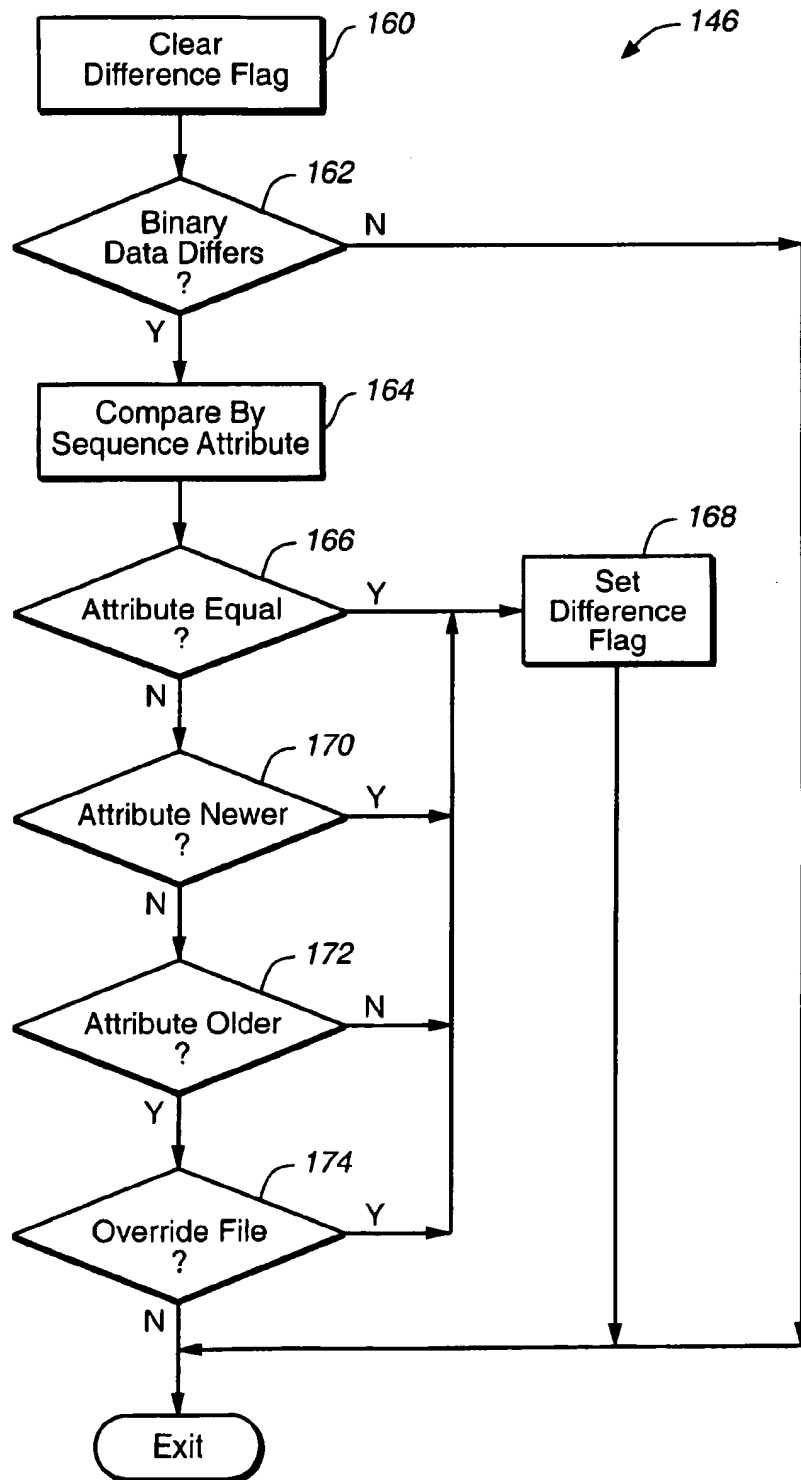 160
146
Clear
Difference Flag
162
Binary
Data Differs
?
N
Y
164
Compare By
Sequence Attribute
166
168
Attribute Equal
?
Y
Set
Difference
Flag
N
170
Attribute Newer
?
Y
N
172
Attribute Older
?
N
Y
174
Override File
?
Y
N
Exit